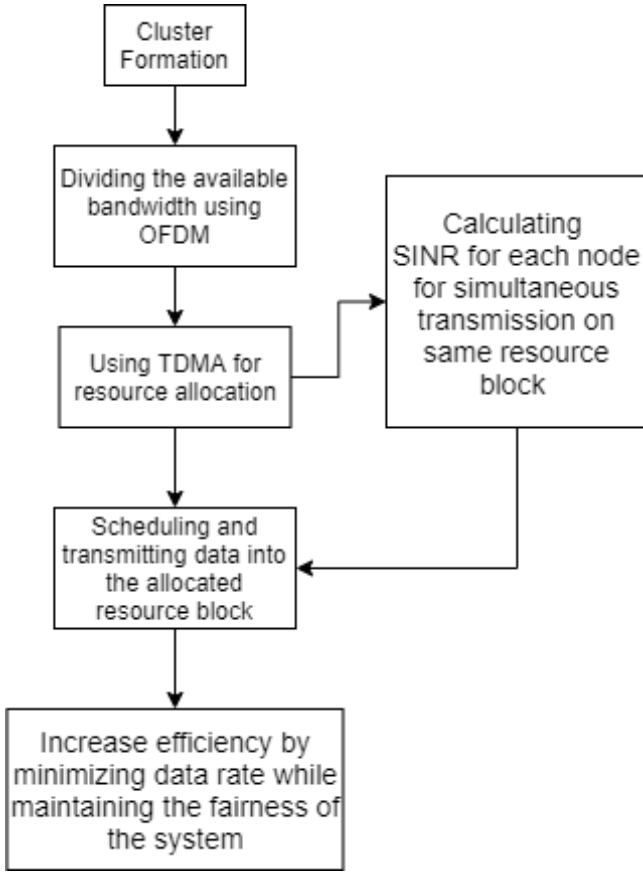 Cluster
Formation
Dividing the available
bandwidth using
OFDM
Using TDMA for
resource allocation
Calculating
SINR for each node
for simultaneous
transmission on
same resource
block
Scheduling and
transmitting data into
the allocated
resource block
Increase efficiency by
minimizing data rate while
maintaining the fairness of
the system